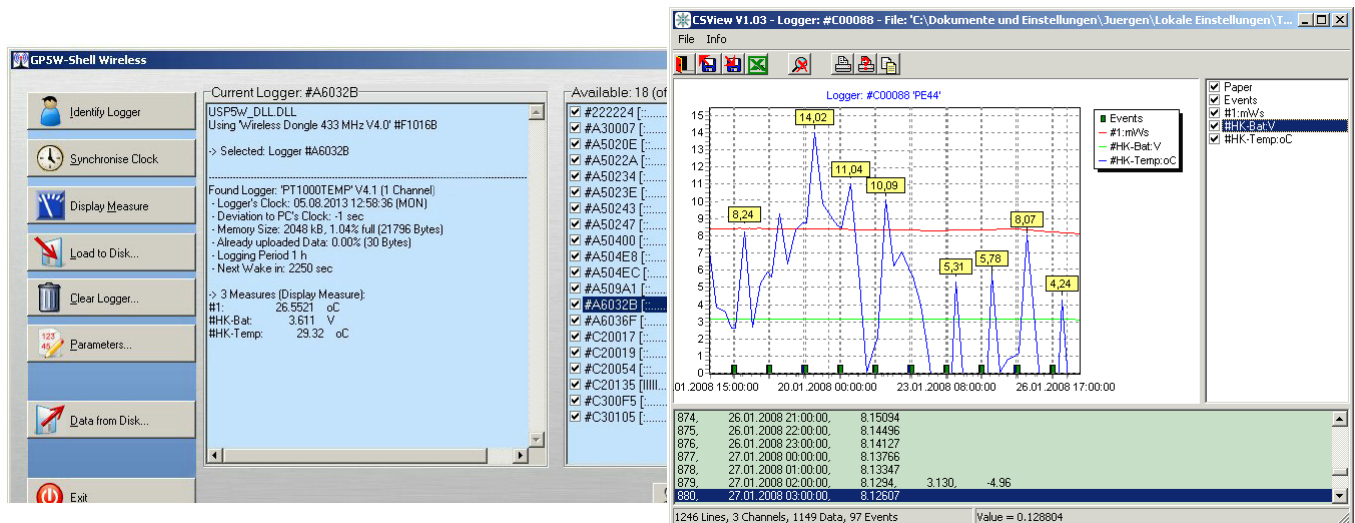 GP5W-Shell Wireless
Identify Logger
Synchronise Clock
Display Measure
Load to Disk...
Clear Logger...
Parameters...
Data from Disk...
Exit
Current Logger: #A6032B
USP5W_DLL.DLL
Using 'Wireless Dongle 433 MHz V4.0' #F1016B
-> Selected: Logger #A6032B
Found Logger: 'PT1000TEMP' V4.1 (1 Channel)
- Logger's Clock: 05.08.2013 12:58:36 (MON)
- Deviation to PC's Clock: -1 sec
- Memory Size: 2048 kB, 1.04% full (21796 Bytes)
- Already uploaded Data: 0.00% (30 Bytes)
- Logging Period 1 h
- Next Wake in: 2250 sec
-> 3 Measures (Display Measure):
#1: 26.5521 oC
#HK-Bat: 3.611 V
#HK-Temp: 29.32 oC
Available: 18 (of
#222224 [::......
#A30007 [:......
#A5020E [:......
#A5022A [:......
#A50234 [:......
#A5023E [:......
#A50243 [:......
#A50247 [:......
#A50400 [:......
#A504E8 [:......
#A504EC [:......
#A509A1 [:......
#A6032B [::......
#A6036F [:......
#C20017 [:......
#C20019 [:......
#C20054 [:......
#C20135 [IIIII...
#C300F5 [:......
#C30105 [:......
CSView V1.03 - Logger: #C00088 - File: 'C:\Dokumente und Einstellungen\Juergen\Lokale Einstellungen\T...
File Info
Logger: #C00088 'PE44'
15
14
13
12
11
10
9
8
7
6
5
4
3
2
1
0
8,24
14,02
11,04
10,09
5,31
5,78
8,07
4,24
01.2008 15:00:00
20.01.2008 00:00:00
23.01.2008 08:00:00
26.01.2008 17:00:00
Events
#1:mWs
#HK-Bat:V
#HK-Temp:oC
Paper
Events
#1:mWs
#HK-Bat:V
#HK-Temp:oC
874, 26.01.2008 21:00:00, 8.15094
875, 26.01.2008 22:00:00, 8.14496
876, 26.01.2008 23:00:00, 8.14127
877, 27.01.2008 00:00:00, 8.13766
878, 27.01.2008 01:00:00, 8.13347
879, 27.01.2008 02:00:00, 8.1294, 3.130, -4.96
880, 27.01.2008 03:00:00, 8.12607
1246 Lines, 3 Channels, 1149 Data, 97 Events
Value = 0.128804